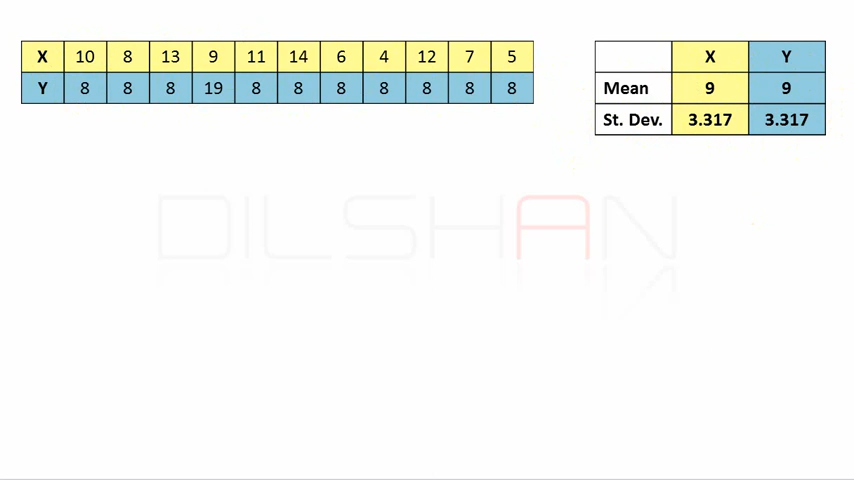 X 10 8 13 9 11 14 6 4 12 7 5
Y 8 8 8 19 8 8 8 8 8 8 8
X Y
Mean 9 9
St. Dev. 3.317 3.317
DILSHAN